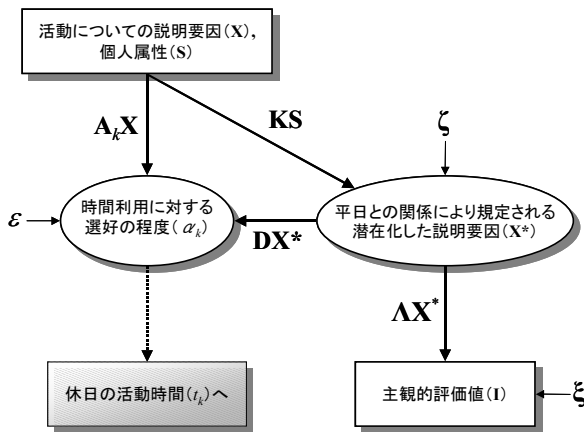 活動についての説明要因(X),
個人属性(S)
A_kX
KS
ζ
ε
時間利用に対する
選好の程度(α_k)
DX*
平日との関係により規定される
潜在化した説明要因(X*)
ΛX*
休日の活動時間(t_k)へ
主観的評価値(I)
ξ